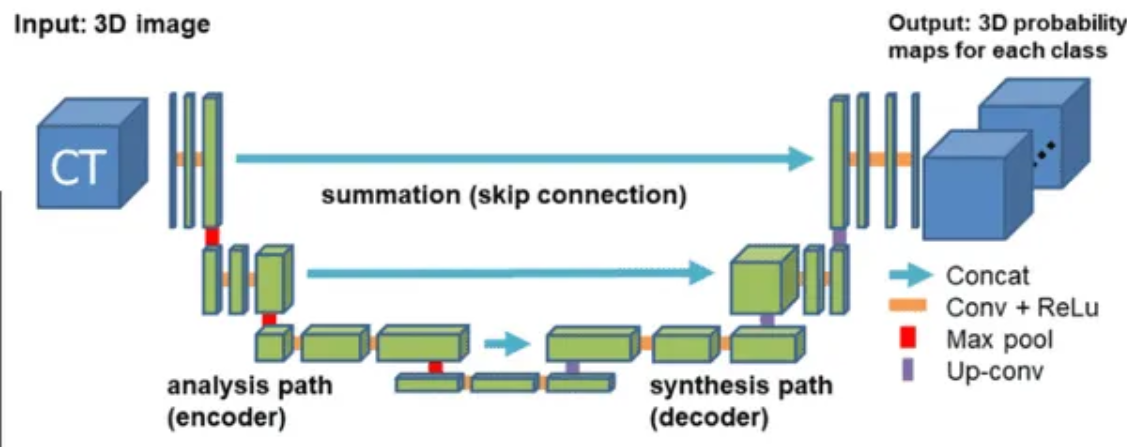 Input: 3D image
Output: 3D probability
maps for each class
CT
summation (skip connection)
Concat
Conv + ReLu
Max pool
Up-conv
analysis path
(encoder)
synthesis path
(decoder)